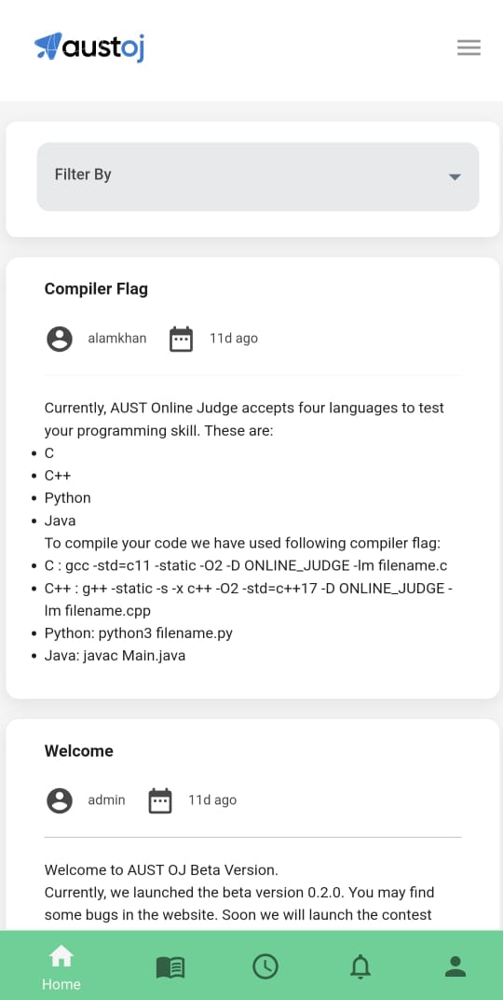 austoj
Filter By
Compiler Flag
alamkhan 11d ago
Currently, AUST Online Judge accepts four languages to test
your programming skill. These are:
• C
• C++
• Python
• Java
To compile your code we have used following compiler flag:
• C : gcc -std=c11 -static -O2 -D ONLINE_JUDGE -lm filename.c
• C++ : g++ -static -s -x c++ -O2 -std=c++17 -D ONLINE_JUDGE -
lm filename.cpp
• Python: python3 filename.py
• Java: javac Main.java
Welcome
admin 11d ago
Welcome to AUST OJ Beta Version.
Currently, we launched the beta version 0.2.0. You may find
some bugs in the website. Soon we will launch the contest
Home